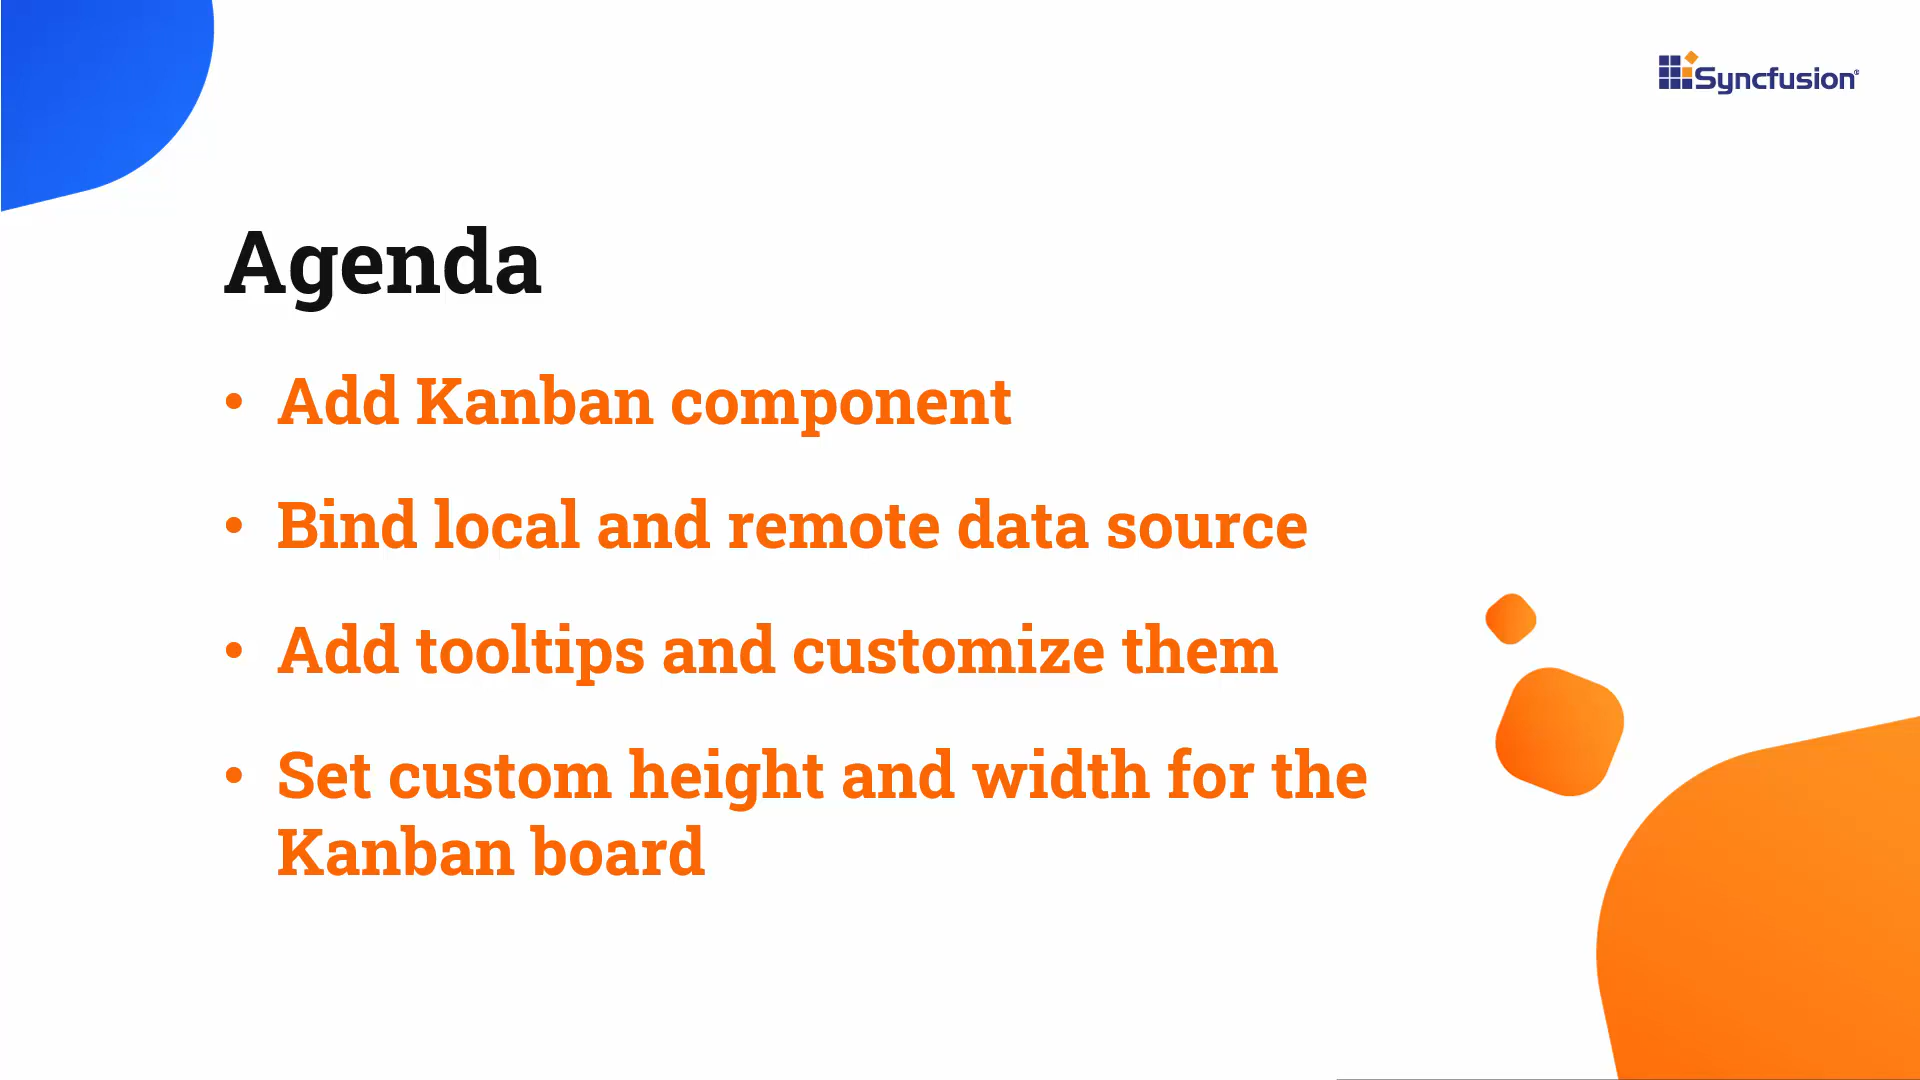 Syncfusion®
Agenda
• Add Kanban component
• Bind local and remote data source
• Add tooltips and customize them
• Set custom height and width for the
Kanban board